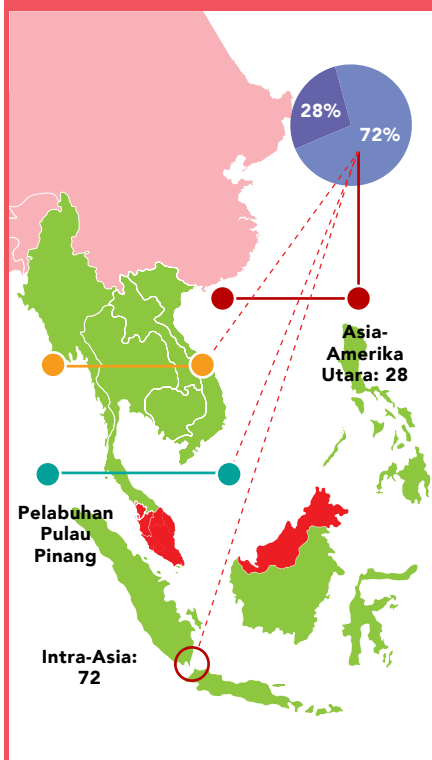 28%
72%
Asia-
Amerika
Utara: 28
Pelabuhan
Pulau
Pinang
Intra-Asia:
72